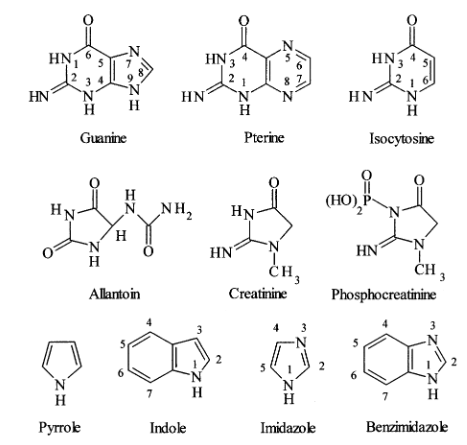 O
6
HN
1
5
N
7
8
2
3
4
9
HN
N
H
N
H
Guanine
O
4
HN
3
N
5
6
2
1
8
7
HN
N
H
N
Pterine
O
4
HN
3
5
2
1
6
HN
N
H
Isocytosine
O
HN
H
N
NH2
H
O
O
N
H
Allantoin
O
HN
HN
N
CH3
Creatinine
O
(HO)2
P
N
O
HN
N
CH3
Phosphocreatinine
N
H
Pyrrole
4
3
5
2
6
1
7
N
H
Indole
4
3
N
5
1
2
N
H
Imidazole
4
3
N
5
2
6
1
7
N
H
Benzimidazole